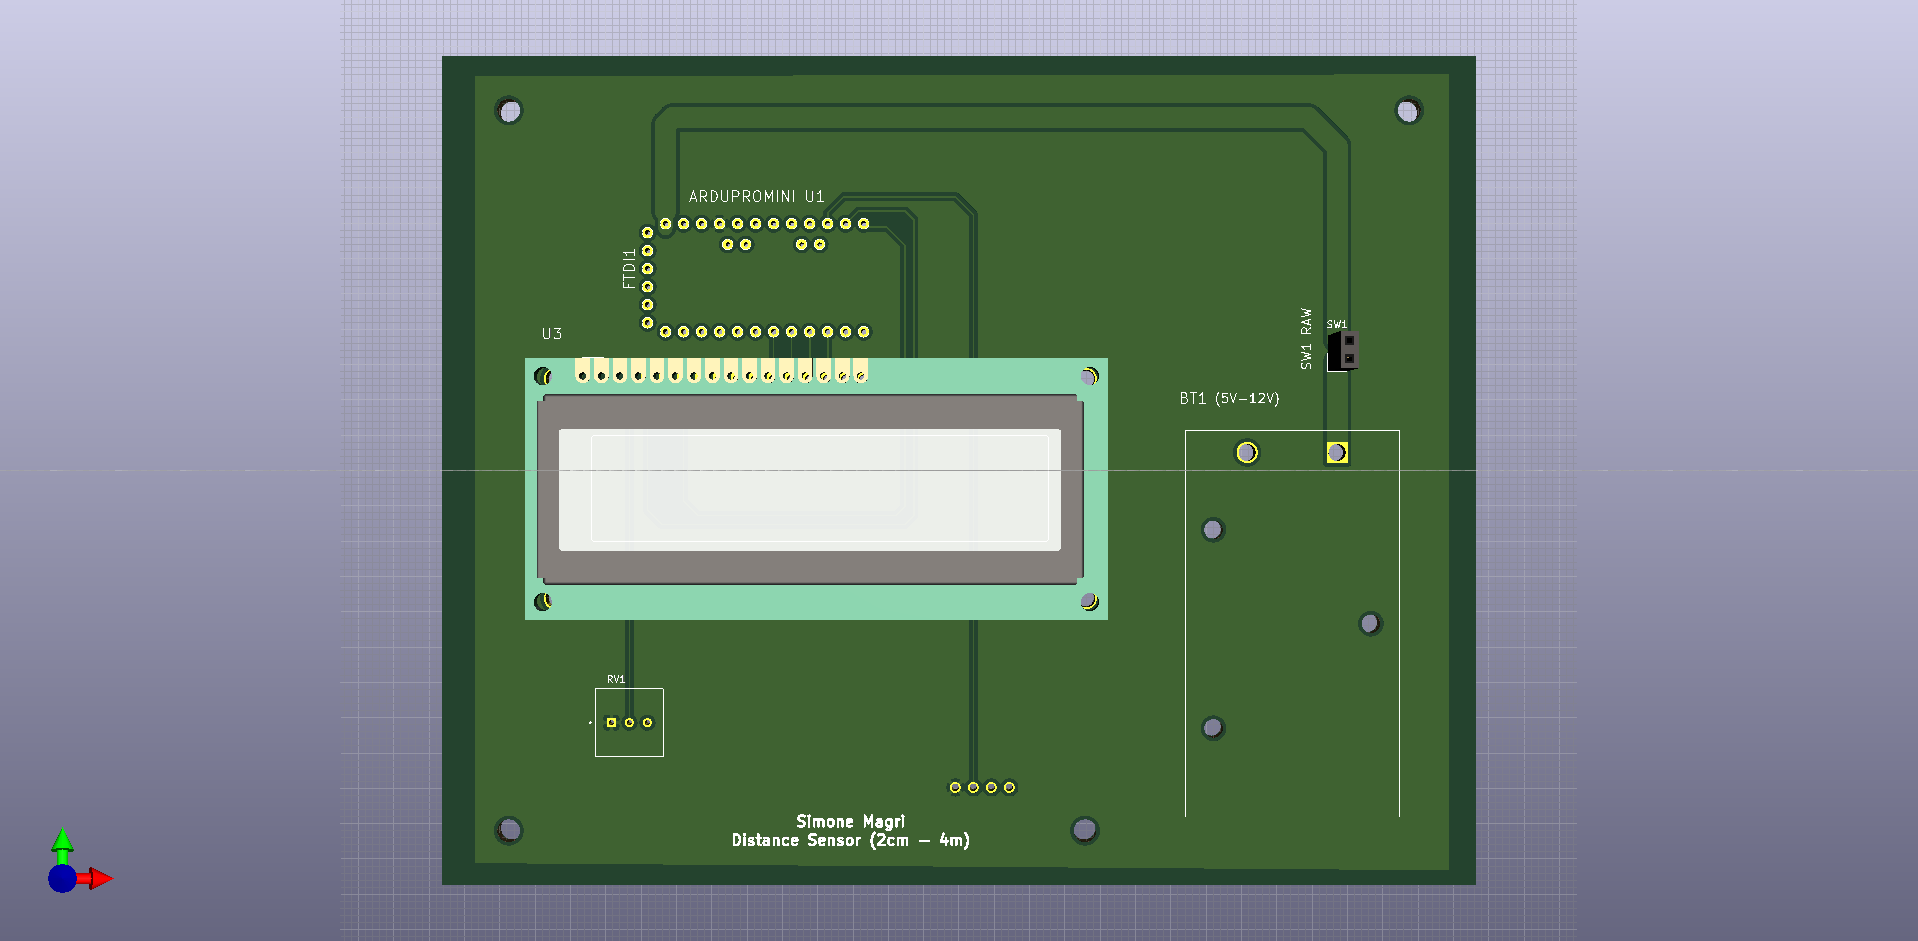 ARDUPROMINI U1
FTDI1
U3
SW1 RAW
SW1
BT1 (5V-12V)
RV1
Simone Magri
Distance Sensor (2cm - 4m)